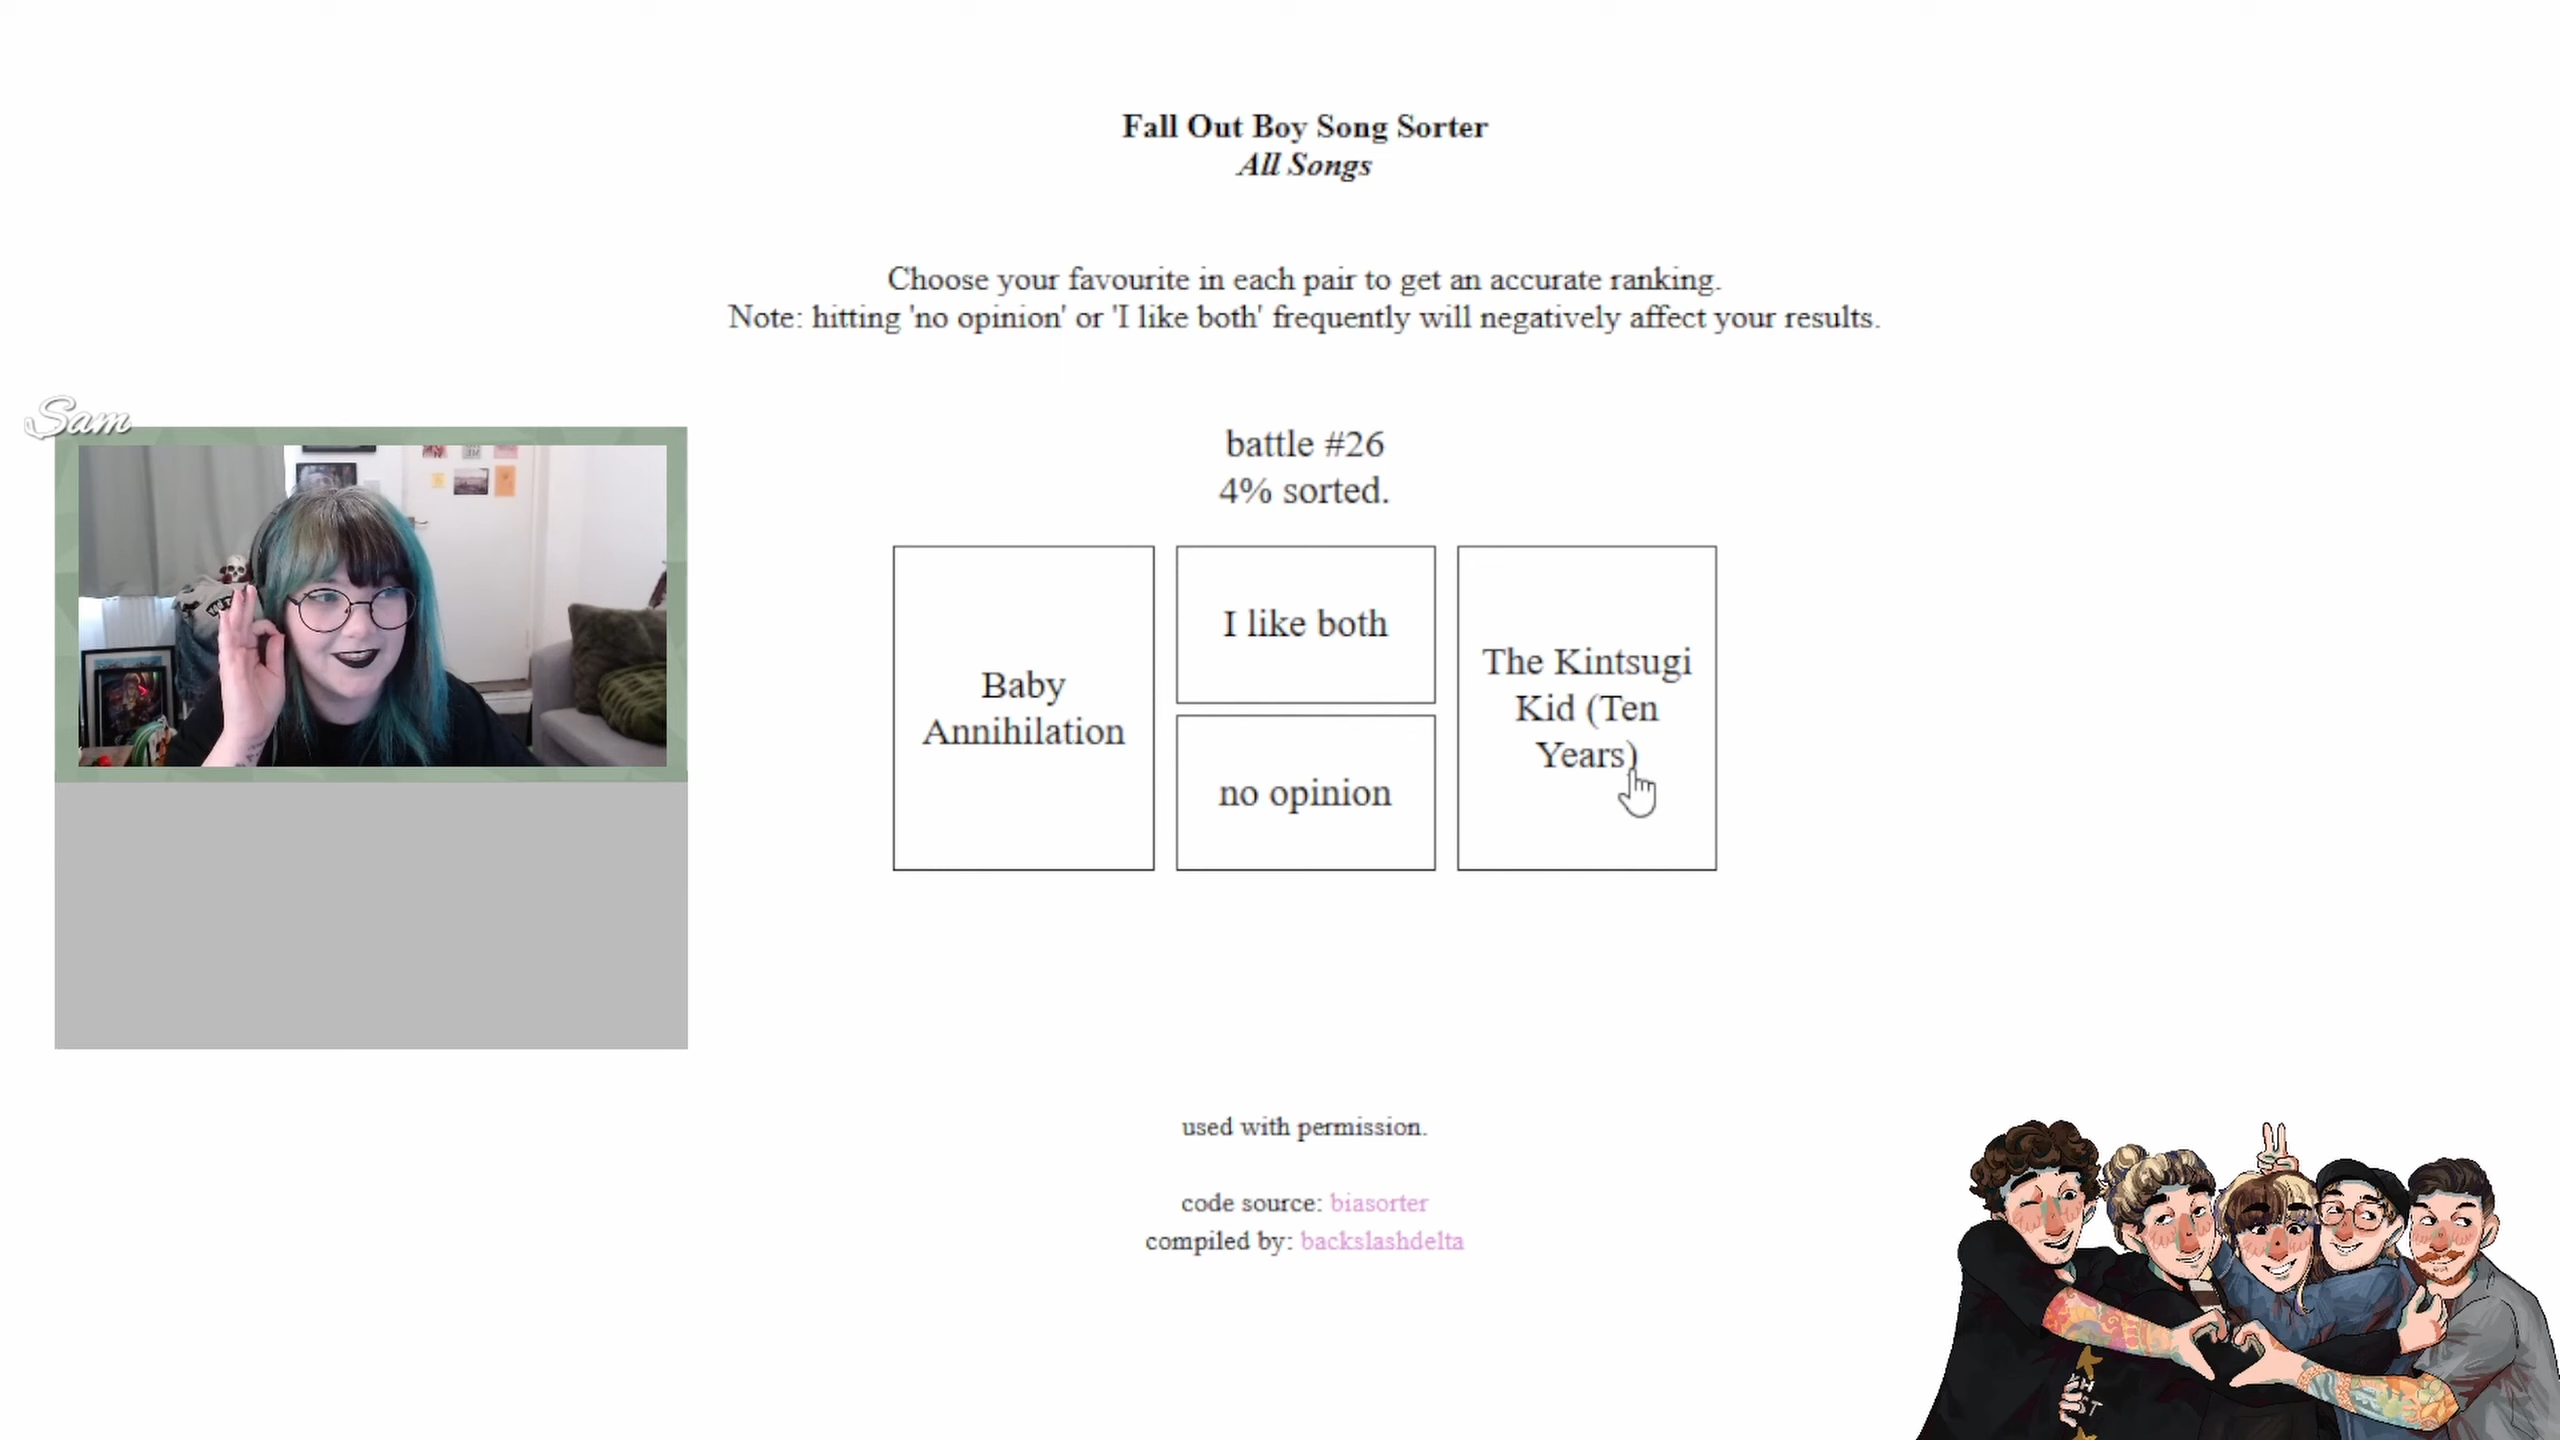 Fall Out Boy Song Sorter
All Songs
Choose your favourite in each pair to get an accurate ranking.
Note: hitting 'no opinion' or 'I like both' frequently will negatively affect your results.
Sam
battle #26
4% sorted.
Baby
Annihilation
I like both
no opinion
The Kintsugi
Kid (Ten
Years)
used with permission.
code source: biasorter
compiled by: backslashdelta